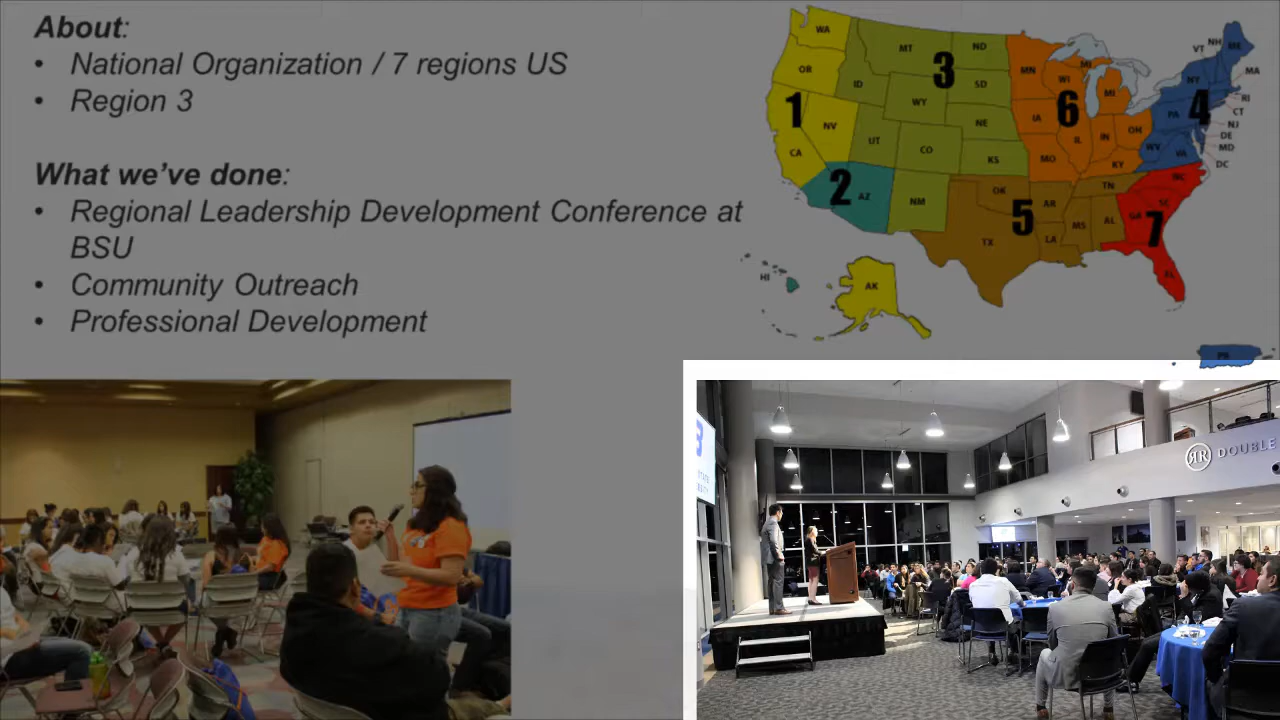 About:
• National Organization / 7 regions US
• Region 3
What we've done:
• Regional Leadership Development Conference at
BSU
• Community Outreach
• Professional Development
WA
MT
ND
OR
ID
SD
WY
NE
NV
UT
CO
KS
CA
AZ
NM
MN
WI
MI
MI
IA
IL
IN
OH
MO
KY
OK
AR
TN
TX
LA
MS
AL
GA
NC
SC
FL
NY
PA
WV
VA
VT
NH
ME
MA
RI
CT
NJ
DE
MD
DC
HI
AK
PR
1
2
3
4
5
6
7
RR DOUBLE